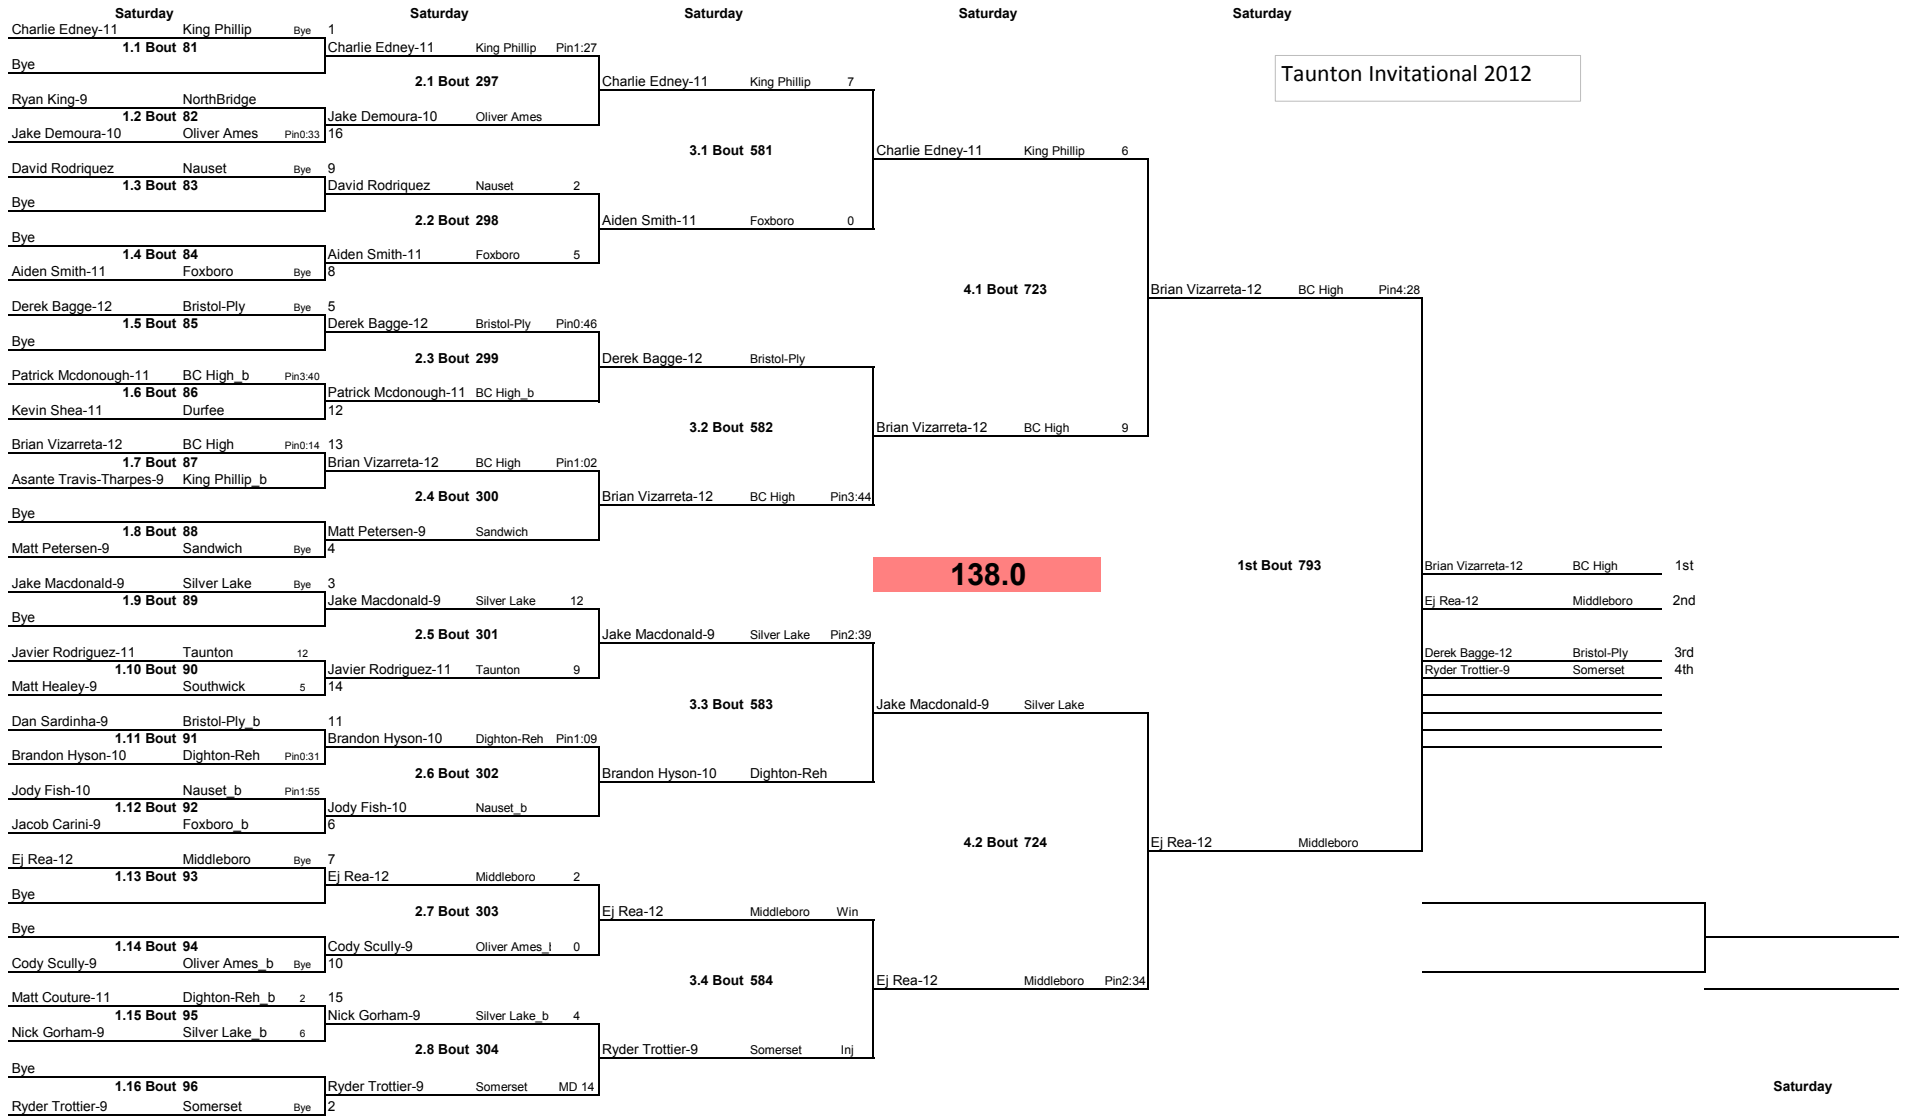 Saturday Saturday Saturday Saturday Saturday
Charlie Edney-11 King Phillip Bye 1
1.1 Bout 81
Bye
Ryan King-9 NorthBridge
1.2 Bout 82
Jake Demoura-10 Oliver Ames Pin0:33 16
David Rodriquez Nauset Bye 9
1.3 Bout 83
Bye
Bye
1.4 Bout 84
Aiden Smith-11 Foxboro Bye 8
Derek Bagge-12 Bristol-Ply Bye 5
1.5 Bout 85
Bye
Patrick Mcdonough-11 BC High_b Pin3:40
1.6 Bout 86
Kevin Shea-11 Durfee 12
Brian Vizarreta-12 BC High Pin0:14 13
1.7 Bout 87
Asante Travis-Tharpes-9 King Phillip_b
Bye
1.8 Bout 88
Matt Petersen-9 Sandwich Bye 4
Jake Macdonald-9 Silver Lake Bye 3
1.9 Bout 89
Bye
Javier Rodriguez-11 Taunton 12
1.10 Bout 90
Matt Healey-9 Southwick 5 14
Dan Sardinha-9 Bristol-Ply_b 11
1.11 Bout 91
Brandon Hyson-10 Dighton-Reh Pin0:31
Jody Fish-10 Nauset_b Pin1:55
1.12 Bout 92
Jacob Carini-9 Foxboro_b 6
Ej Rea-12 Middleboro Bye 7
1.13 Bout 93
Bye
Bye
1.14 Bout 94
Cody Scully-9 Oliver Ames_b Bye 10
Matt Couture-11 Dighton-Reh_b 2 15
1.15 Bout 95
Nick Gorham-9 Silver Lake_b 6
Bye
1.16 Bout 96
Ryder Trottier-9 Somerset Bye 2
Charlie Edney-11 King Phillip Pin1:27
2.1 Bout 297
Jake Demoura-10 Oliver Ames
David Rodriquez Nauset 2
2.2 Bout 298
Aiden Smith-11 Foxboro 5
Derek Bagge-12 Bristol-Ply Pin0:46
2.3 Bout 299
Patrick Mcdonough-11 BC High_b
Brian Vizarreta-12 BC High Pin1:02
2.4 Bout 300
Matt Petersen-9 Sandwich
Jake Macdonald-9 Silver Lake 12
2.5 Bout 301
Javier Rodriguez-11 Taunton 9
Brandon Hyson-10 Dighton-Reh Pin1:09
2.6 Bout 302
Jody Fish-10 Nauset_b
Ej Rea-12 Middleboro 2
2.7 Bout 303
Cody Scully-9 Oliver Ames_ 0
Nick Gorham-9 Silver Lake_b 4
2.8 Bout 304
Ryder Trottier-9 Somerset MD 14
Charlie Edney-11 King Phillip 7
3.1 Bout 581
Aiden Smith-11 Foxboro 0
Derek Bagge-12 Bristol-Ply
3.2 Bout 582
Brian Vizarreta-12 BC High Pin3:44
Jake Macdonald-9 Silver Lake Pin2:39
3.3 Bout 583
Brandon Hyson-10 Dighton-Reh
Ej Rea-12 Middleboro Win
3.4 Bout 584
Ryder Trottier-9 Somerset Inj
Charlie Edney-11 King Phillip 6
4.1 Bout 723
Brian Vizarreta-12 BC High 9
138.0
Jake Macdonald-9 Silver Lake
4.2 Bout 724
Ej Rea-12 Middleboro Pin2:34
Taunton Invitational 2012
Brian Vizarreta-12 BC High Pin4:28
1st Bout 793
Ej Rea-12 Middleboro
Brian Vizarreta-12 BC High 1st
Ej Rea-12 Middleboro 2nd
Derek Bagge-12 Bristol-Ply 3rd
Ryder Trottier-9 Somerset 4th
Saturday